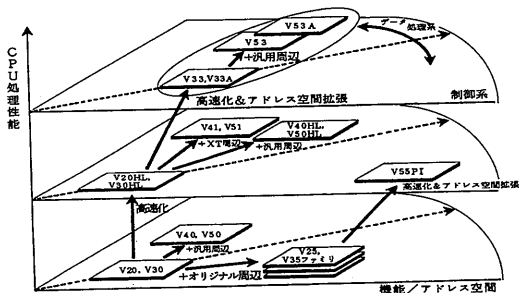 CPU処理性能
V53A
V53
+汎用周辺
V33,V33A
データ
処理系
高速化&アドレス空間拡張
制御系
V41,V51
+XT周辺
V40HL,
V50HL
+汎用周辺
V20HL,
V30HL
V55PI
高速化&アドレス空間拡張
高速化
V40,V50
+汎用周辺
V20,V30
+オリジナル周辺
V25,
V35ファミリ
機能/アドレス空間